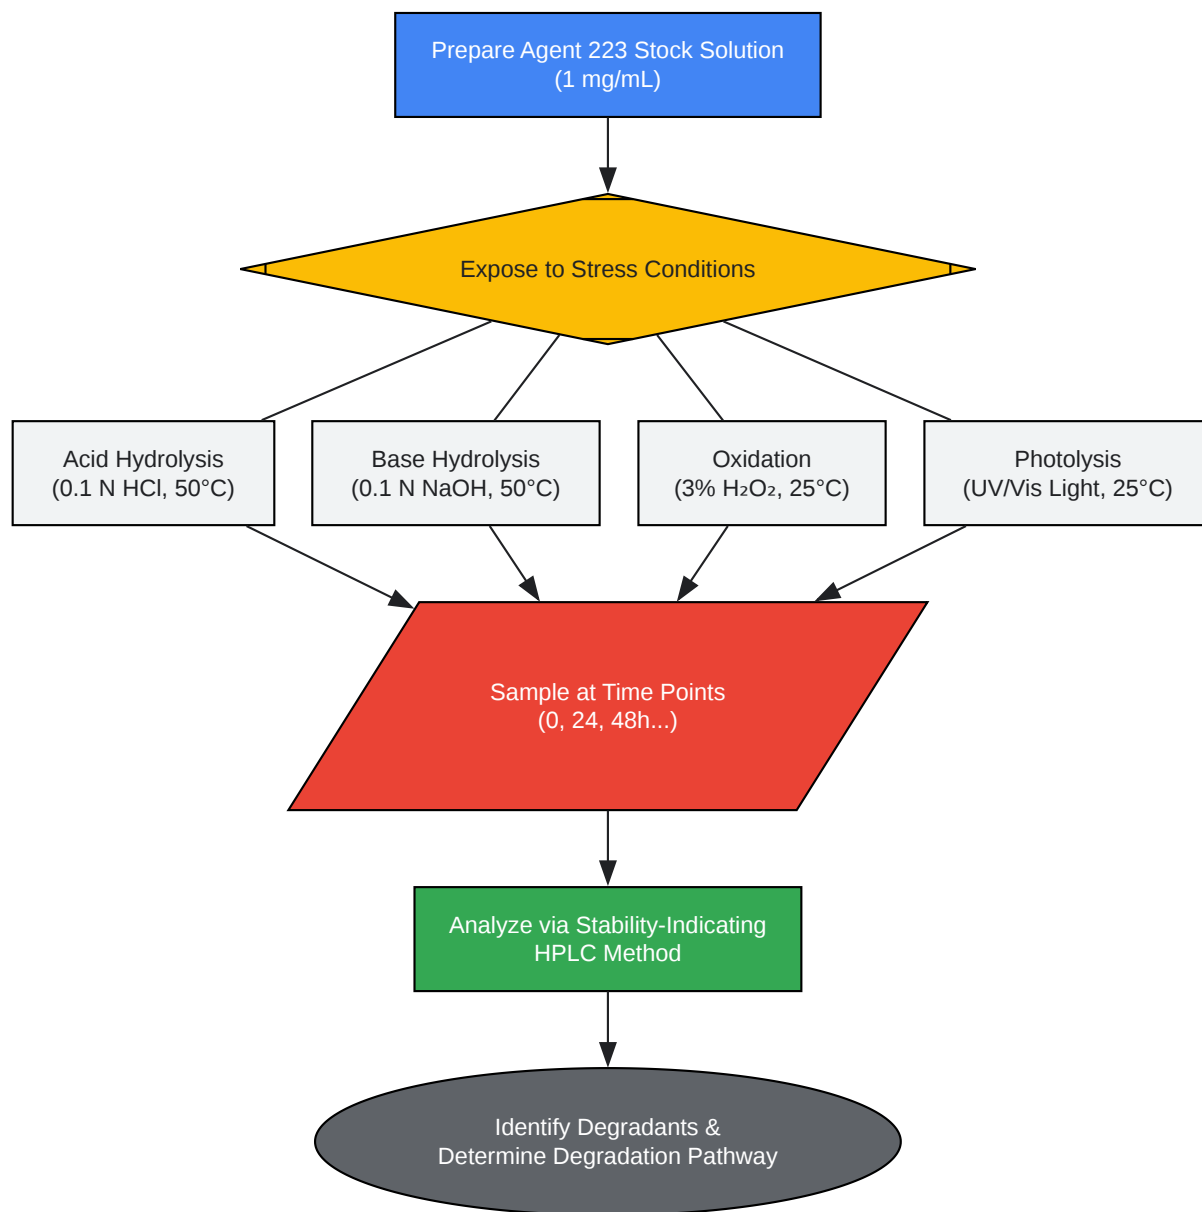 Prepare Agent 223 Stock Solution
(1 mg/mL)
Expose to Stress Conditions
Acid Hydrolysis
(0.1 N HCl, 50°C)
Base Hydrolysis
(0.1 N NaOH, 50°C)
Oxidation
(3% H₂O₂, 25°C)
Photolysis
(UV/Vis Light, 25°C)
Sample at Time Points
(0, 24, 48h...)
Analyze via Stability-Indicating
HPLC Method
Identify Degradants &
Determine Degradation Pathway